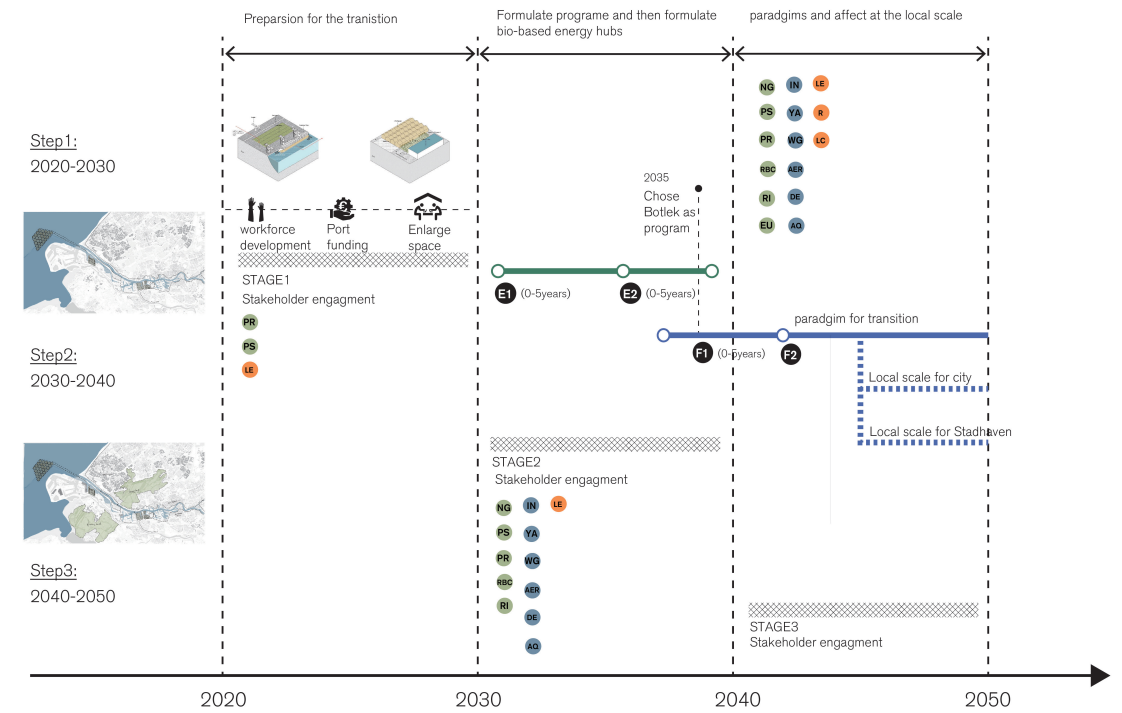 Preparsion for the tranistion
Formulate programe and then formulate
bio-based energy hubs
paradgims and affect at the local scale
Step1:
2020-2030
workforce
development
Port
funding
Enlarge
space
STAGE1
Stakeholder engagment
PR
PS
LE
2035
Chose
Botlek as
program
E1 (0-5years)
E2 (0-5years)
NG IN LE
PS YA R
PR WG LC
RBC AER
RI DE
EU AQ
paradgim for transition
F1 (0-5years)
F2
Local scale for city
Local scale for Stadhaven
Step2:
2030-2040
STAGE2
Stakeholder engagment
NG IN LE
PS YA
PR WG
RBC AER
RI DE
AQ
Step3:
2040-2050
STAGE3
Stakeholder engagment
2020
2030
2040
2050